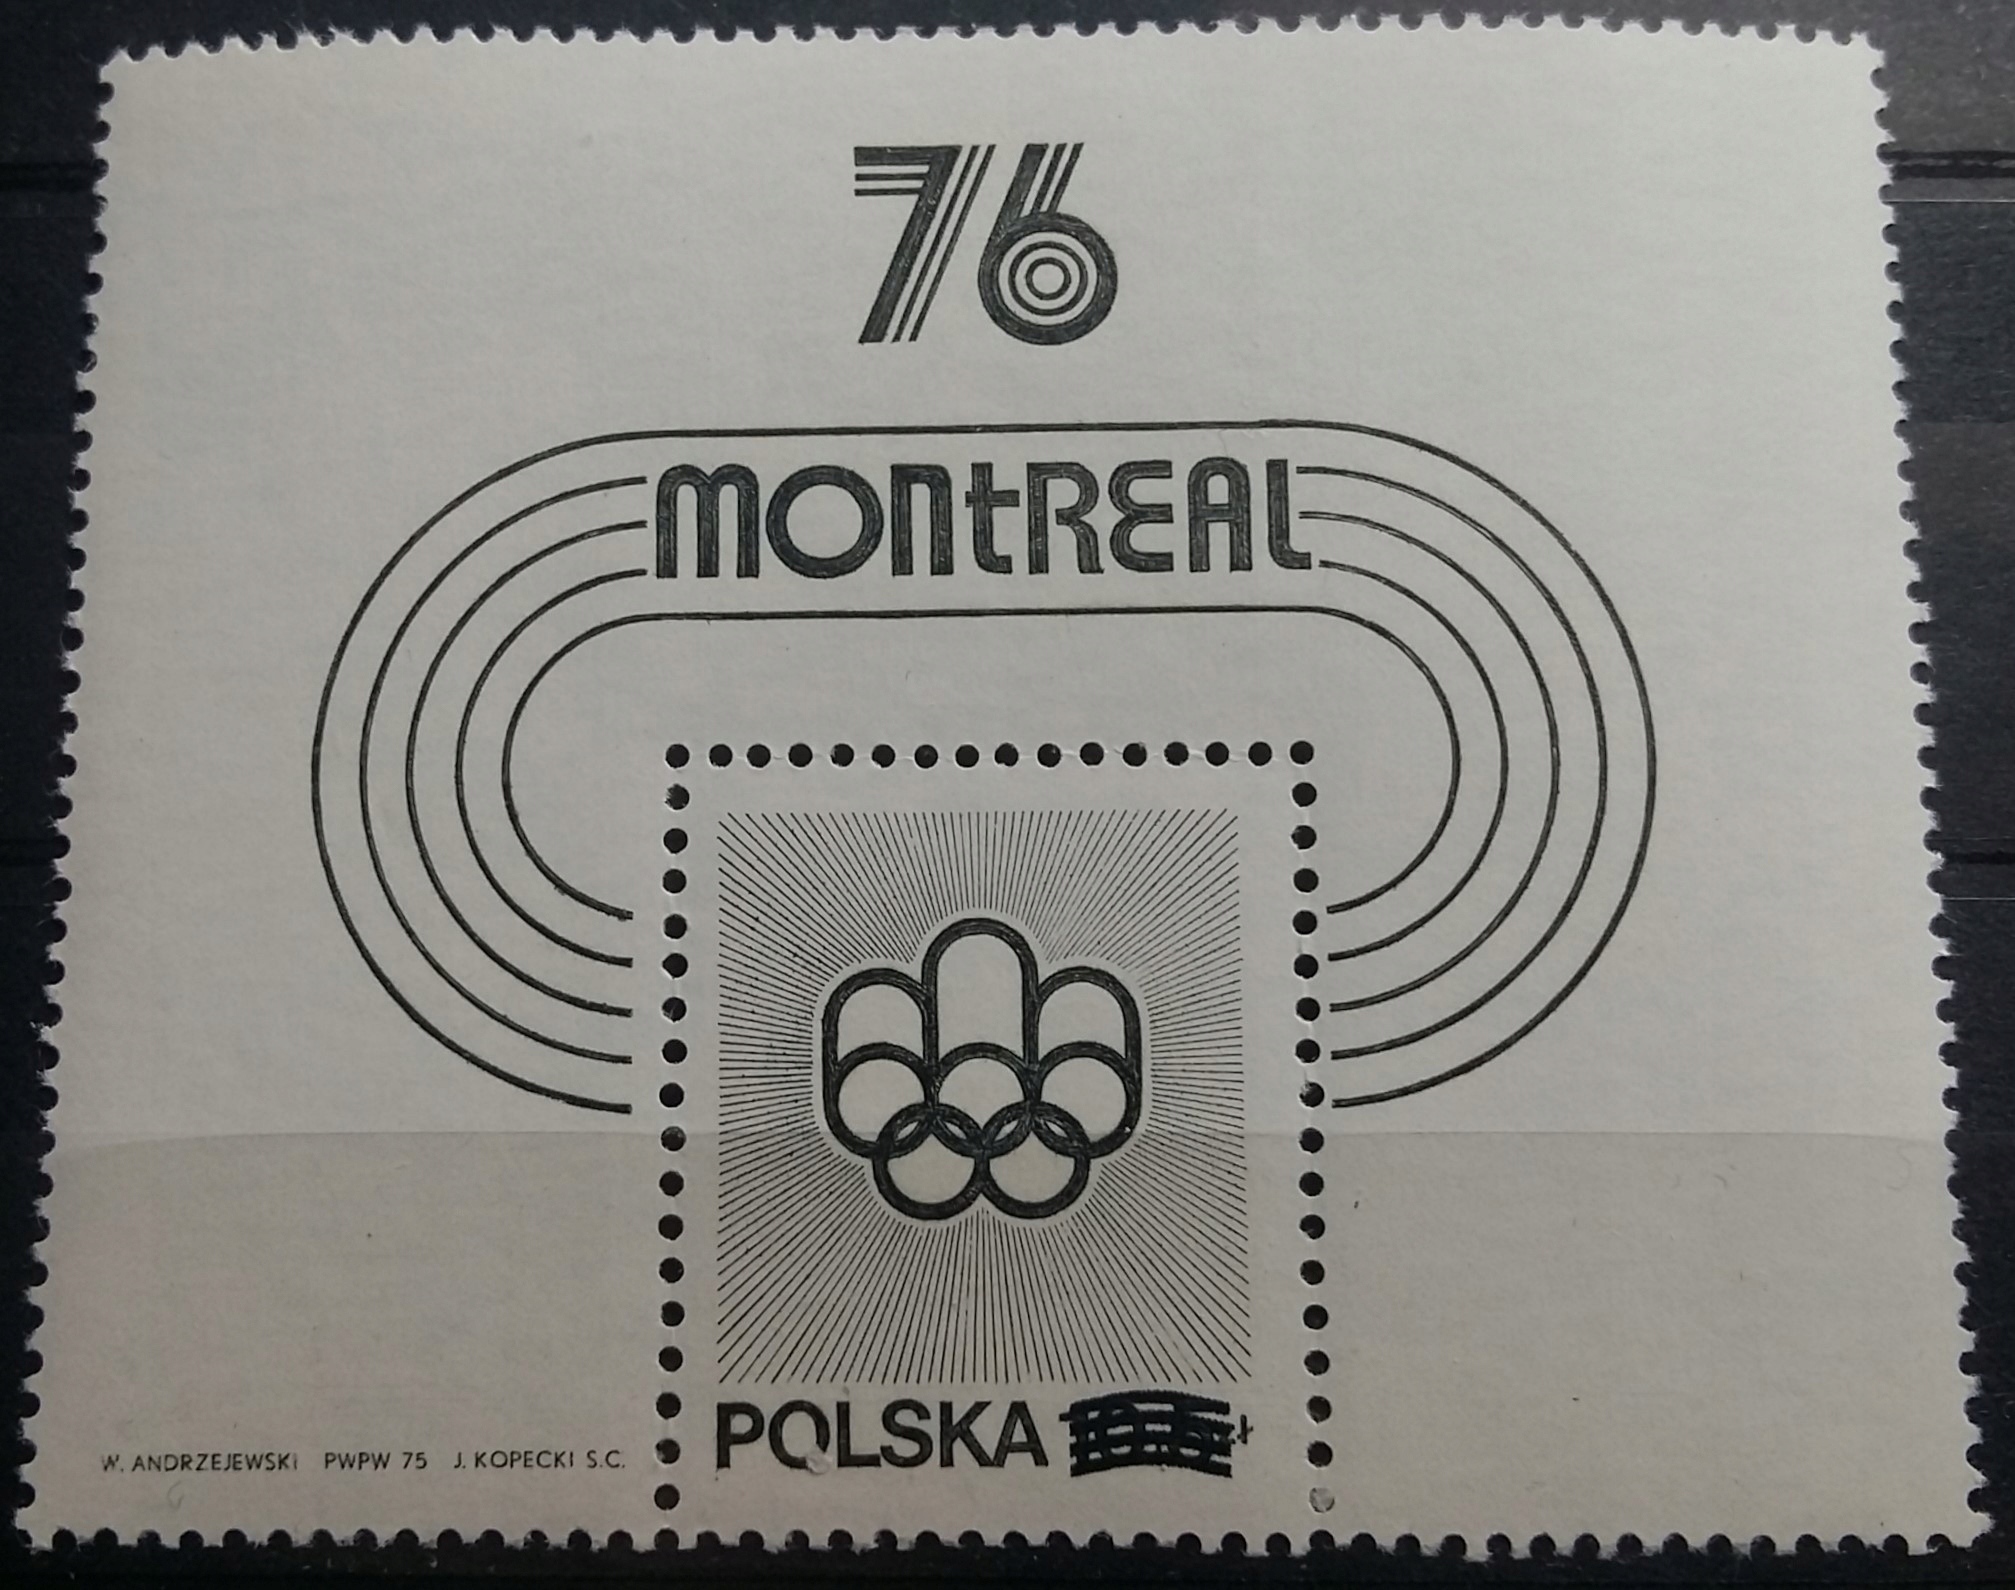 76
MONtREAL
POLSKA
W. ANDRZEJEWSKI PWPW 75 J. KOPECKI S.C.